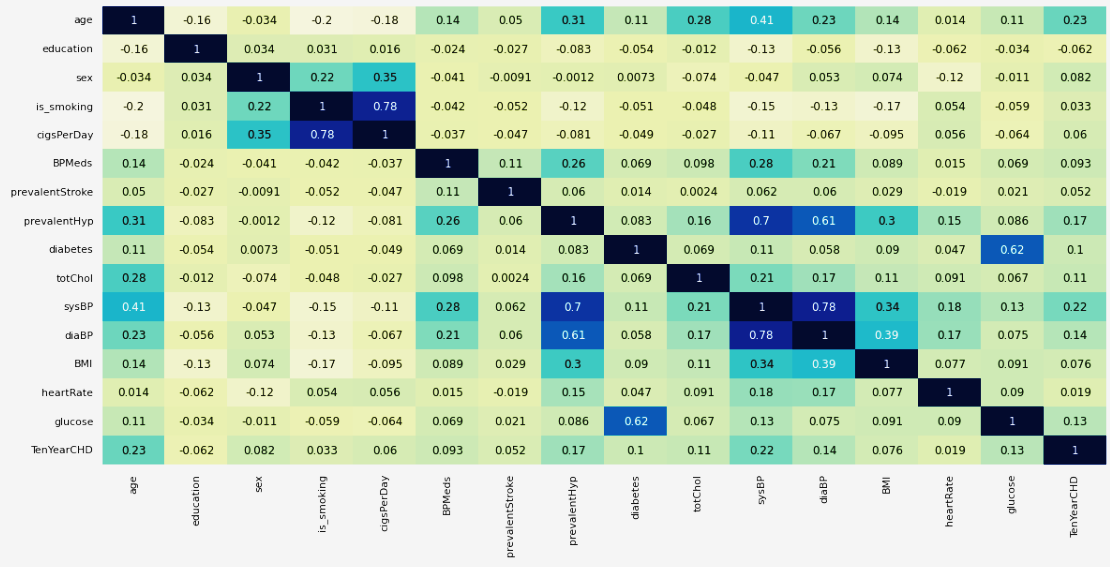 age 1 -0.16 -0.034 -0.2 -0.18 0.14 0.05 0.31 0.11 0.28 0.41 0.23 0.14 0.014 0.11 0.23
education -0.16 1 0.034 0.031 0.016 -0.024 -0.027 -0.083 -0.054 -0.012 -0.13 -0.056 -0.13 -0.062 -0.034 -0.062
sex -0.034 0.034 1 0.22 0.35 -0.041 -0.0091 -0.0012 0.0073 -0.074 -0.047 0.053 0.074 -0.12 -0.011 0.082
is_smoking -0.2 0.031 0.22 1 0.78 -0.042 -0.052 -0.12 -0.051 -0.048 -0.15 -0.13 -0.17 0.054 -0.059 0.033
cigsPerDay -0.18 0.016 0.35 0.78 1 -0.037 -0.047 -0.081 -0.049 -0.027 -0.11 -0.067 -0.095 0.056 -0.064 0.06
BPMeds 0.14 -0.024 -0.041 -0.042 -0.037 1 0.11 0.26 0.069 0.098 0.28 0.21 0.089 0.015 0.069 0.093
prevalentStroke 0.05 -0.027 -0.0091 -0.052 -0.047 0.11 1 0.06 0.014 0.0024 0.062 0.06 0.029 -0.019 0.021 0.052
prevalentHyp 0.31 -0.083 -0.0012 -0.12 -0.081 0.26 0.06 1 0.083 0.16 0.7 0.61 0.3 0.15 0.086 0.17
diabetes 0.11 -0.054 0.0073 -0.051 -0.049 0.069 0.014 0.083 1 0.069 0.11 0.058 0.09 0.047 0.62 0.1
totChol 0.28 -0.012 -0.074 -0.048 -0.027 0.098 0.0024 0.16 0.069 1 0.21 0.17 0.11 0.091 0.067 0.11
sysBP 0.41 -0.13 -0.047 -0.15 -0.11 0.28 0.062 0.7 0.11 0.21 1 0.78 0.34 0.18 0.13 0.22
diaBP 0.23 -0.056 0.053 -0.13 -0.067 0.21 0.06 0.61 0.058 0.17 0.78 1 0.39 0.17 0.075 0.14
BMI 0.14 -0.13 0.074 -0.17 -0.095 0.089 0.029 0.3 0.09 0.11 0.34 0.39 1 0.077 0.091 0.076
heartRate 0.014 -0.062 -0.12 0.054 0.056 0.015 -0.019 0.15 0.047 0.091 0.18 0.17 0.077 1 0.09 0.019
glucose 0.11 -0.034 -0.011 -0.059 -0.064 0.069 0.021 0.086 0.62 0.067 0.13 0.075 0.091 0.09 1 0.13
TenYearCHD 0.23 -0.062 0.082 0.033 0.06 0.093 0.052 0.17 0.1 0.11 0.22 0.14 0.076 0.019 0.13 1
age education sex is_smoking cigsPerDay BPMeds prevalentStroke prevalentHyp diabetes totChol sysBP diaBP BMI heartRate glucose TenYearCHD